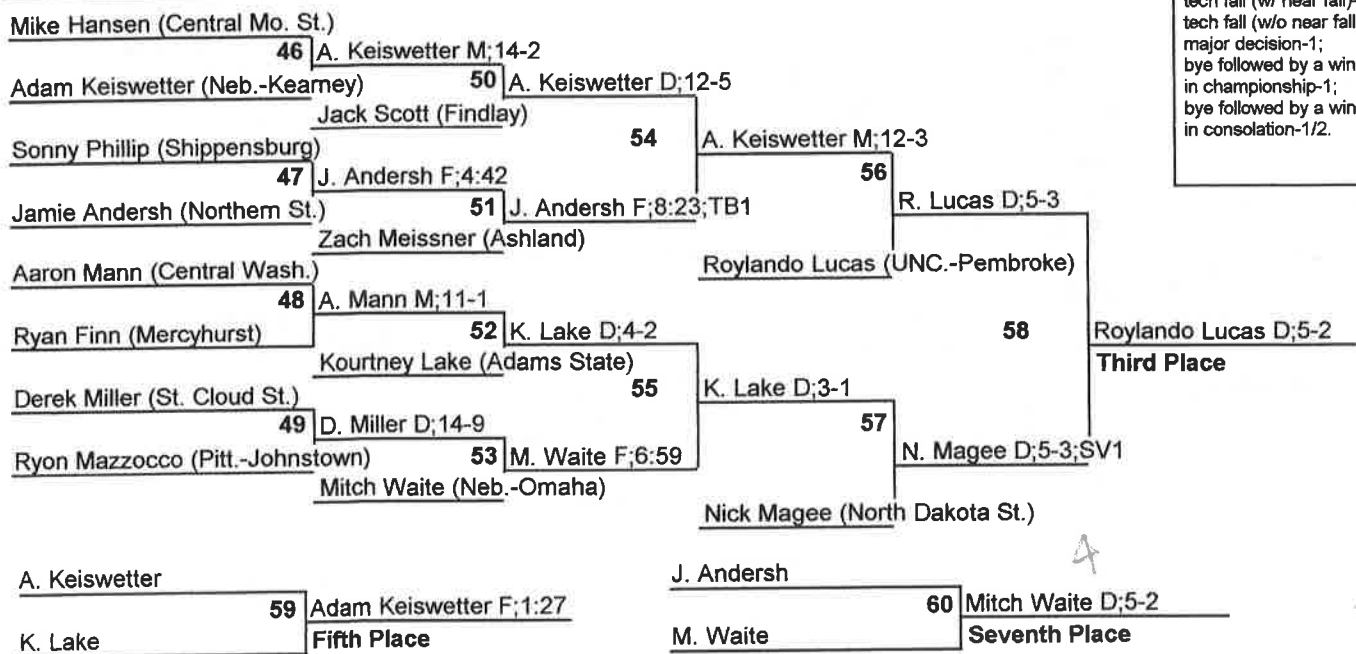 tech fall (w/ near fall)-
tech fall (w/o near fall
major decision-1;
bye followed by a win
in championship-1;
bye followed by a win
in consolation-1/2.
Mike Hansen (Central Mo. St.)
46 A. Keiswetter M;14-2
Adam Keiswetter (Neb.-Kearney)
50 A. Keiswetter D;12-5
Jack Scott (Findlay)
Sonny Phillip (Shippensburg)
54 A. Keiswetter M;12-3
47 J. Andersh F;4:42
56 R. Lucas D;5-3
Jamie Andersh (Northern St.)
51 J. Andersh F;8:23;TB1
Zach Meissner (Ashland)
Roylando Lucas (UNC.-Pembroke)
Aaron Mann (Central Wash.)
48 A. Mann M;11-1
Ryan Finn (Mercyhurst)
52 K. Lake D;4-2
58 Roylando Lucas D;5-2
Third Place
Kourtney Lake (Adams State)
Derek Miller (St. Cloud St.)
55 K. Lake D;3-1
49 D. Miller D;14-9
57 N. Magee D;5-3;SV1
Ryon Mazzocco (Pitt.-Johnstown)
53 M. Waite F;6:59
Mitch Waite (Neb.-Omaha)
Nick Magee (North Dakota St.)
A. Keiswetter
59 Adam Keiswetter F;1:27
K. Lake
Fifth Place
J. Andersh
60 Mitch Waite D;5-2
M. Waite
Seventh Place